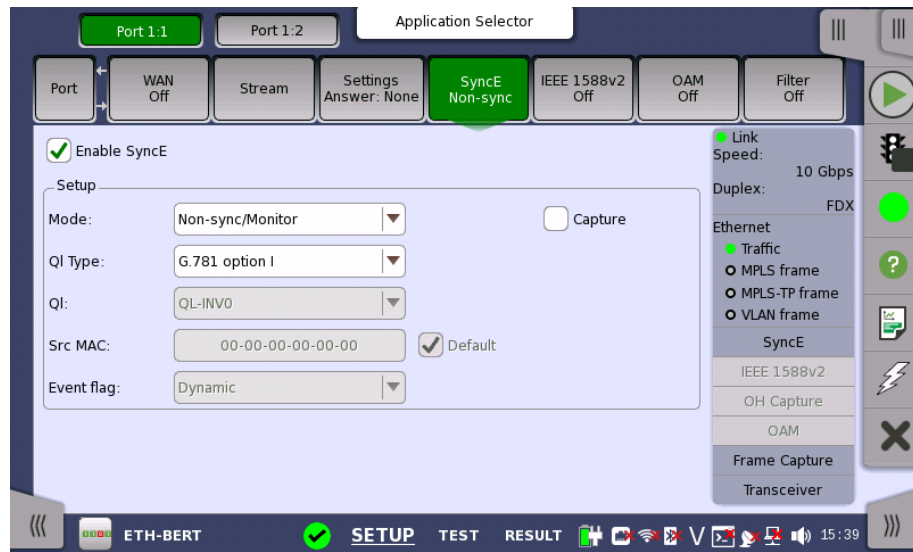 Application Selector
Port 1:1
Port 1:2
Port
WAN
Off
Stream
Settings
Answer: None
SyncE
Non-sync
IEEE 1588v2
Off
OAM
Off
Filter
Off
Enable SyncE
Setup
Mode:
Non-sync/Monitor
Capture
Ql Type:
G.781 option I
Ql:
QL-INV0
Src MAC:
00-00-00-00-00-00
Default
Event flag:
Dynamic
Link
Speed:
10 Gbps
Duplex:
FDX
Ethernet
Traffic
MPLS frame
MPLS-TP frame
VLAN frame
SyncE
IEEE 1588v2
OH Capture
OAM
Frame Capture
Transceiver
ETH-BERT
SETUP
TEST
RESULT
V
15:39